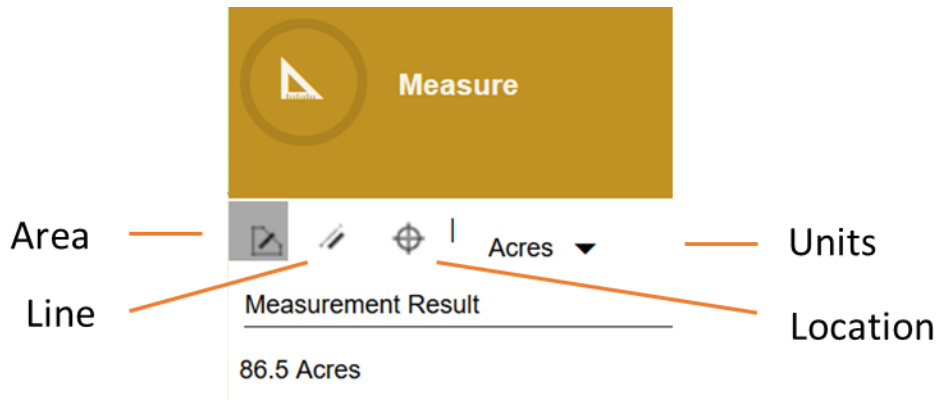 Measure
Area
Acres
Units
Line
Measurement Result
Location
86.5 Acres